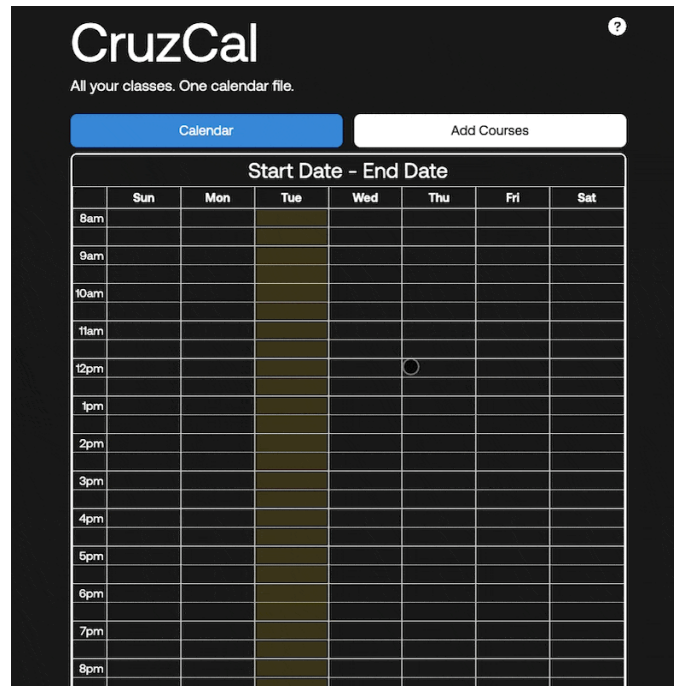 CruzCal
?
All your classes. One calendar file.
Calendar Add Courses
Start Date - End Date
Sun Mon Tue Wed Thu Fri Sat
8am
9am
10am
11am
12pm
1pm
2pm
3pm
4pm
5pm
6pm
7pm
8pm